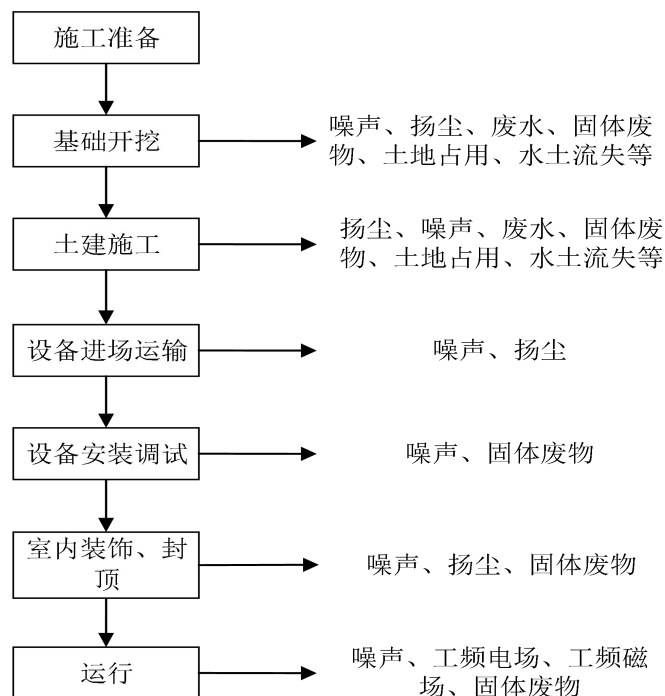 施工准备
基础开挖
噪声、扬尘、废水、固体废
物、土地占用、水土流失等
土建施工
扬尘、噪声、废水、固体废
物、土地占用、水土流失等
设备进场运输
噪声、扬尘
设备安装调试
噪声、固体废物
室内装饰、封
顶
噪声、扬尘、固体废物
运行
噪声、工频电场、工频磁
场、固体废物